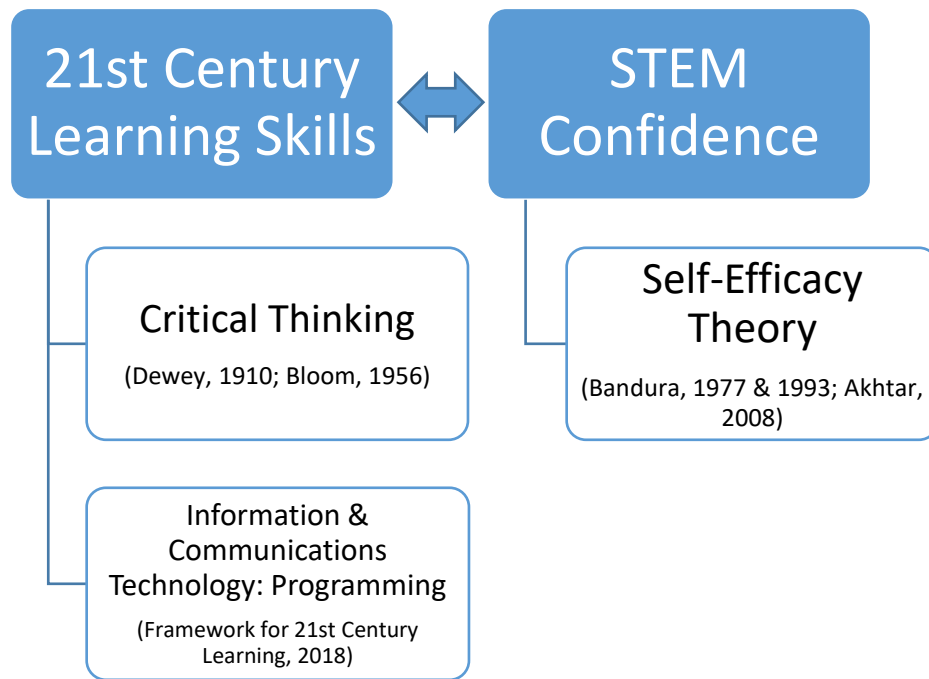 21st Century
Learning Skills
STEM
Confidence
Critical Thinking
(Dewey, 1910; Bloom, 1956)
Information &
Communications
Technology: Programming
(Framework for 21st Century
Learning, 2018)
Self-Efficacy
Theory
(Bandura, 1977 & 1993; Akhtar,
2008)